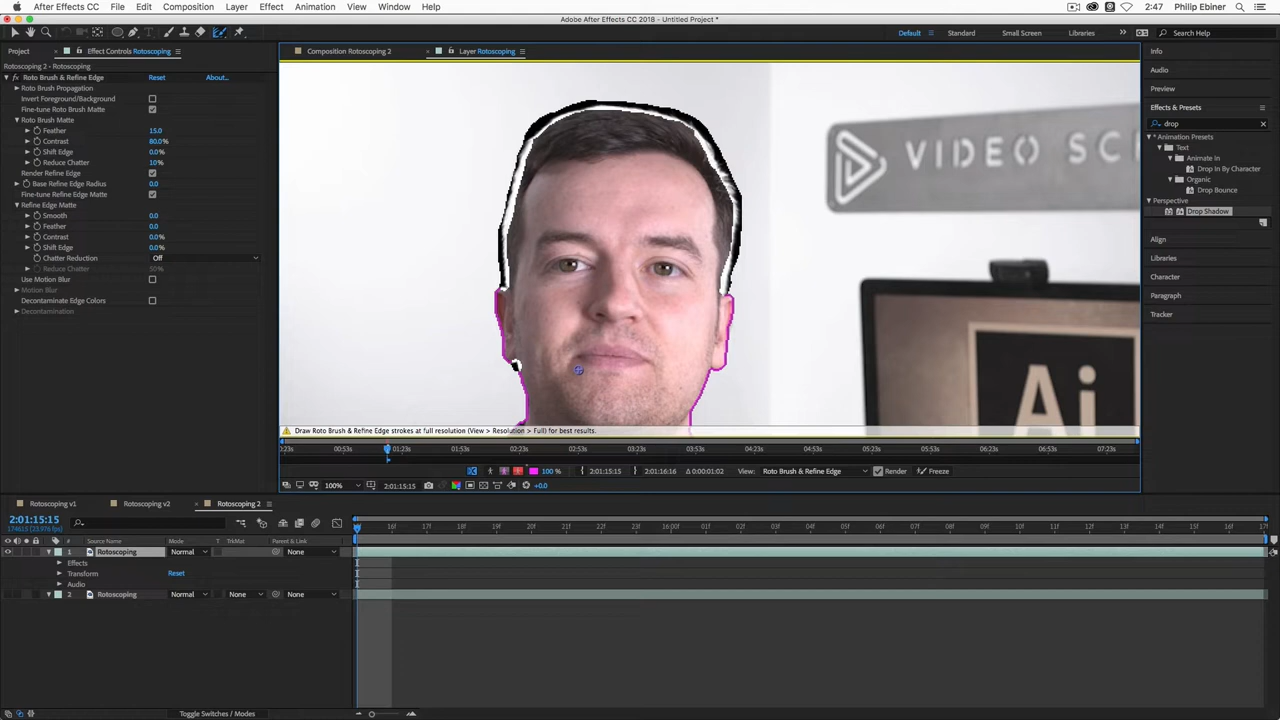 After Effects CC File Edit Composition Layer Effect Animation View Window Help 2:47 Philip Ebiner
Adobe After Effects CC 2018 - Untitled Project *
Default Standard Small Screen Libraries Search Help
Project Effect Controls Rotoscoping
Composition Rotoscoping 2 Layer Rotoscoping
Rotoscoping 2 • Rotoscoping
Roto Brush & Refine Edge Reset About...
Roto Brush Propagation
Invert Foreground/Background
Fine-tune Roto Brush Matte
Roto Brush Matte
Feather 15.0
Contrast 80.0%
Shift Edge 0.0%
Reduce Chatter 10%
Render Refine Edge
Base Refine Edge Radius 0.0
Fine-tune Refine Edge Matte
Refine Edge Matte
Smooth 0.0
Feather 0.0
Contrast 0.0%
Shift Edge 0.0%
Chatter Reduction Off
Reduce Chatter 50%
Use Motion Blur
Motion Blur
Decontaminate Edge Colors
Decontamination
VIDEO SC
Ai
Info
Audio
Preview
Effects & Presets
drop
* Animation Presets
Text
Animate In
Drop In By Character
Organic
Drop Bounce
Perspective
Drop Shadow
Align
Libraries
Character
Paragraph
Tracker
Draw Roto Brush & Refine Edge strokes at full resolution (View > Resolution > Full) for best results.
:23s 00:53s 01:23s 01:53s 02:23s 02:53s 03:23s 03:53s 04:23s 04:53s 05:23s 05:53s 06:23s 06:53s 07:23s
100 % 2:01:15:15 2:01:16:16 Δ 0:00:01:02 View: Roto Brush & Refine Edge Render Freeze
100% 2:01:15:15 +0.0
Rotoscoping v1 Rotoscoping v2 Rotoscoping 2
2:01:15:15
174615 (23.976 fps)
16f 17f 18f 19f 20f 21f 22f 23f 16:00f 01f 02f 03f 04f 05f 06f 07f 08f 09f 10f 11f 12f 13f 14f 15f 16f 17
# Source Name Mode T TrkMat Parent & Link
1 Rotoscoping Normal None
Effects
Transform Reset
Audio
2 Rotoscoping Normal None None
Toggle Switches / Modes